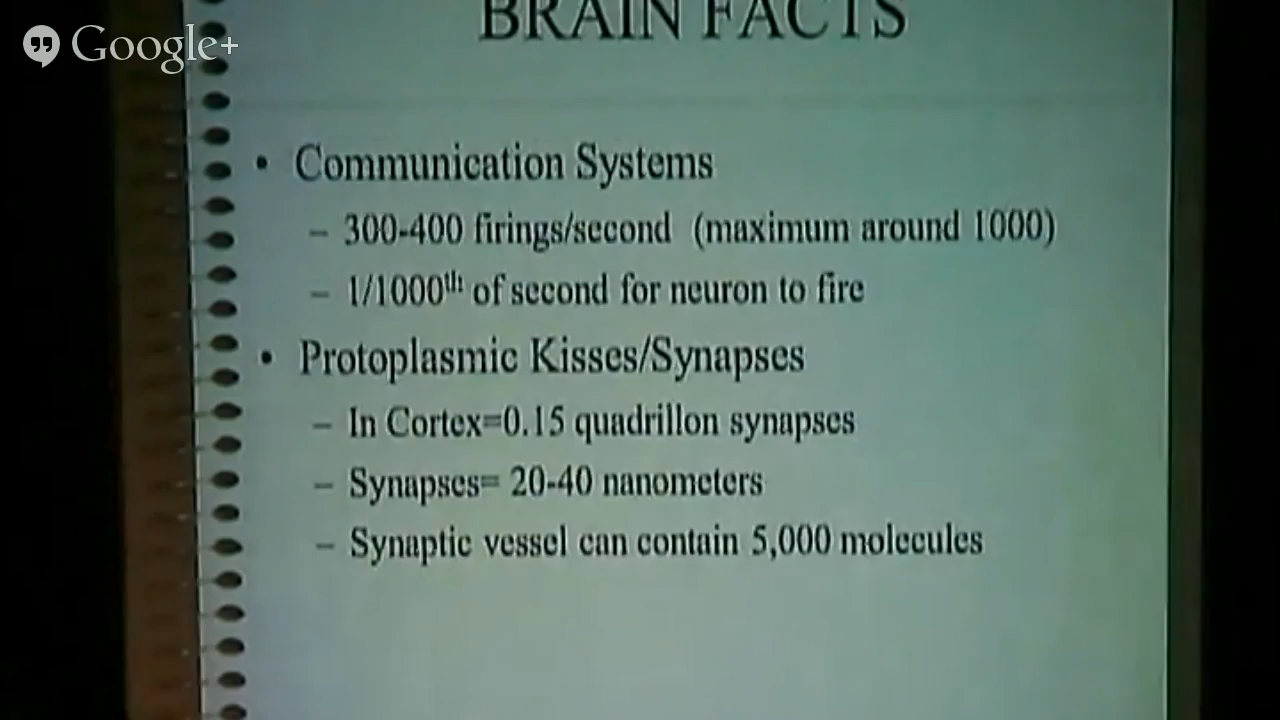 Google+
BRAIN FACTS
• Communication Systems
– 300-400 firings/second (maximum around 1000)
– 1/1000th of second for neuron to fire
• Protoplasmic Kisses/Synapses
– In Cortex=0.15 quadrillon synapses
– Synapses= 20-40 nanometers
– Synaptic vessel can contain 5,000 molecules